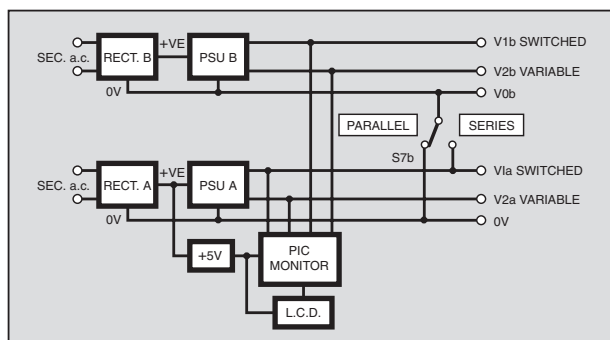 +VE
V1b SWITCHED
SEC. a.c.
RECT. B
PSU B
V2b VARIABLE
0V
V0b
PARALLEL
SERIES
S7b
+VE
VIa SWITCHED
SEC. a.c.
RECT. A
PSU A
V2a VARIABLE
0V
0V
+5V
PIC
MONITOR
L.C.D.